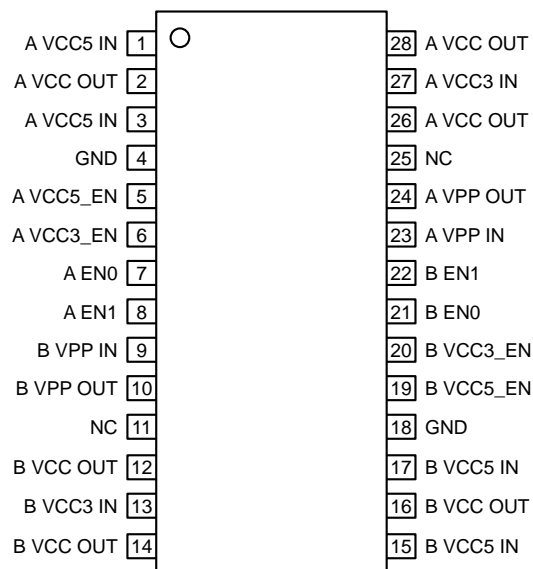 A VCC5 IN 1 28 A VCC OUT
A VCC OUT 2 27 A VCC3 IN
A VCC5 IN 3 26 A VCC OUT
GND 4 25 NC
A VCC5_EN 5 24 A VPP OUT
A VCC3_EN 6 23 A VPP IN
A EN0 7 22 B EN1
A EN1 8 21 B EN0
B VPP IN 9 20 B VCC3_EN
B VPP OUT 10 19 B VCC5_EN
NC 11 18 GND
B VCC OUT 12 17 B VCC5 IN
B VCC3 IN 13 16 B VCC OUT
B VCC OUT 14 15 B VCC5 IN